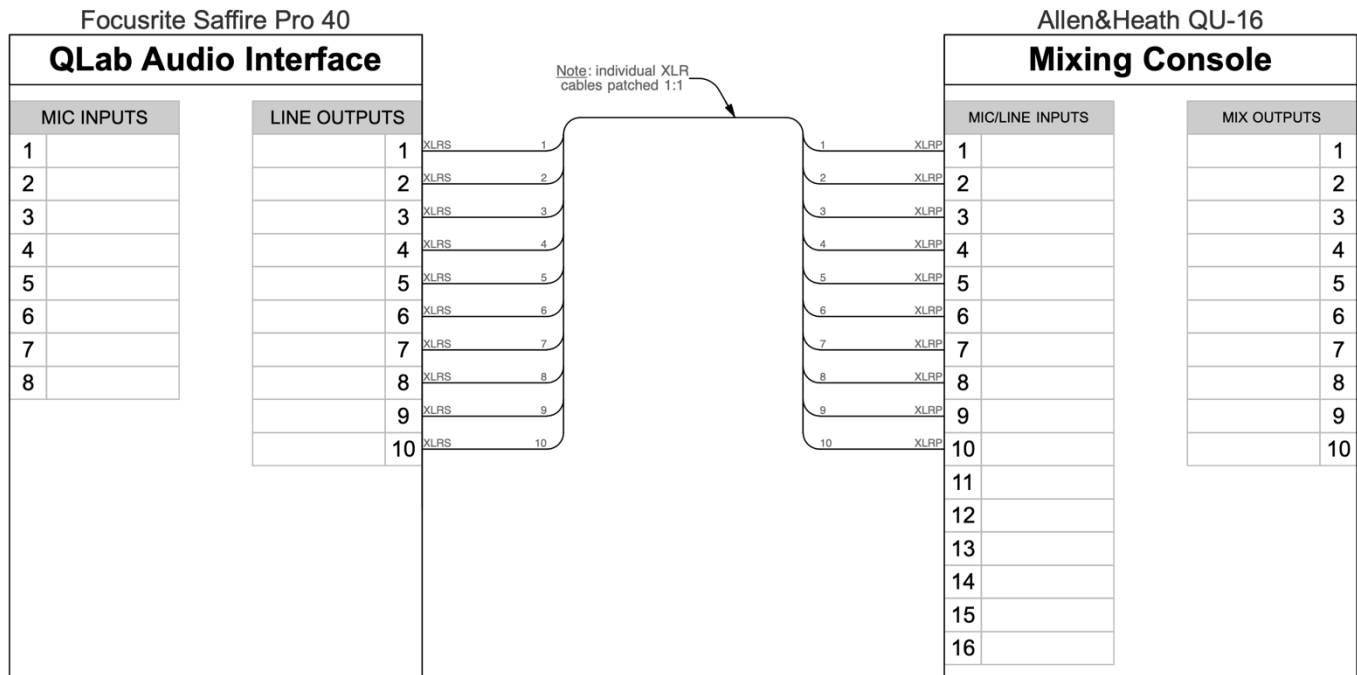 Focusrite Saffire Pro 40
QLab Audio Interface
MIC INPUTS
1
2
3
4
5
6
7
8
LINE OUTPUTS
1
2
3
4
5
6
7
8
9
10
XLRS 1
XLRS 2
XLRS 3
XLRS 4
XLRS 5
XLRS 6
XLRS 7
XLRS 8
XLRS 9
XLRS 10
Note: individual XLR
cables patched 1:1
1 XLRP
2 XLRP
3 XLRP
4 XLRP
5 XLRP
6 XLRP
7 XLRP
8 XLRP
9 XLRP
10 XLRP
Allen&Heath QU-16
Mixing Console
MIC/LINE INPUTS
1
2
3
4
5
6
7
8
9
10
11
12
13
14
15
16
MIX OUTPUTS
1
2
3
4
5
6
7
8
9
10